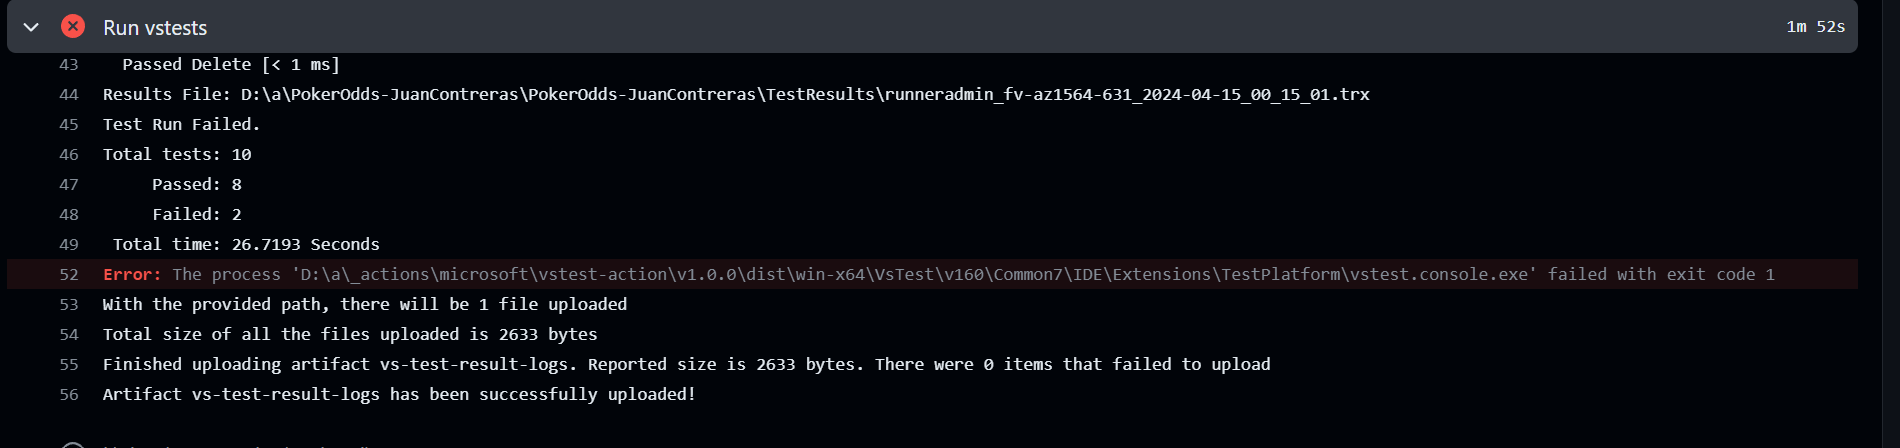 Run vstests 1m 52s
43 Passed Delete [< 1 ms]
44 Results File: D:\a\PokerOdds-JuanContreras\PokerOdds-JuanContreras\TestResults\runneradmin_fv-az1564-631_2024-04-15_00_15_01.trx
45 Test Run Failed.
46 Total tests: 10
47 Passed: 8
48 Failed: 2
49 Total time: 26.7193 Seconds
52 Error: The process 'D:\a\_actions\microsoft\vstest-action\v1.0.0\dist\win-x64\VsTest\v160\Common7\IDE\Extensions\TestPlatform\vstest.console.exe' failed with exit code 1
53 With the provided path, there will be 1 file uploaded
54 Total size of all the files uploaded is 2633 bytes
55 Finished uploading artifact vs-test-result-logs. Reported size is 2633 bytes. There were 0 items that failed to upload
56 Artifact vs-test-result-logs has been successfully uploaded!